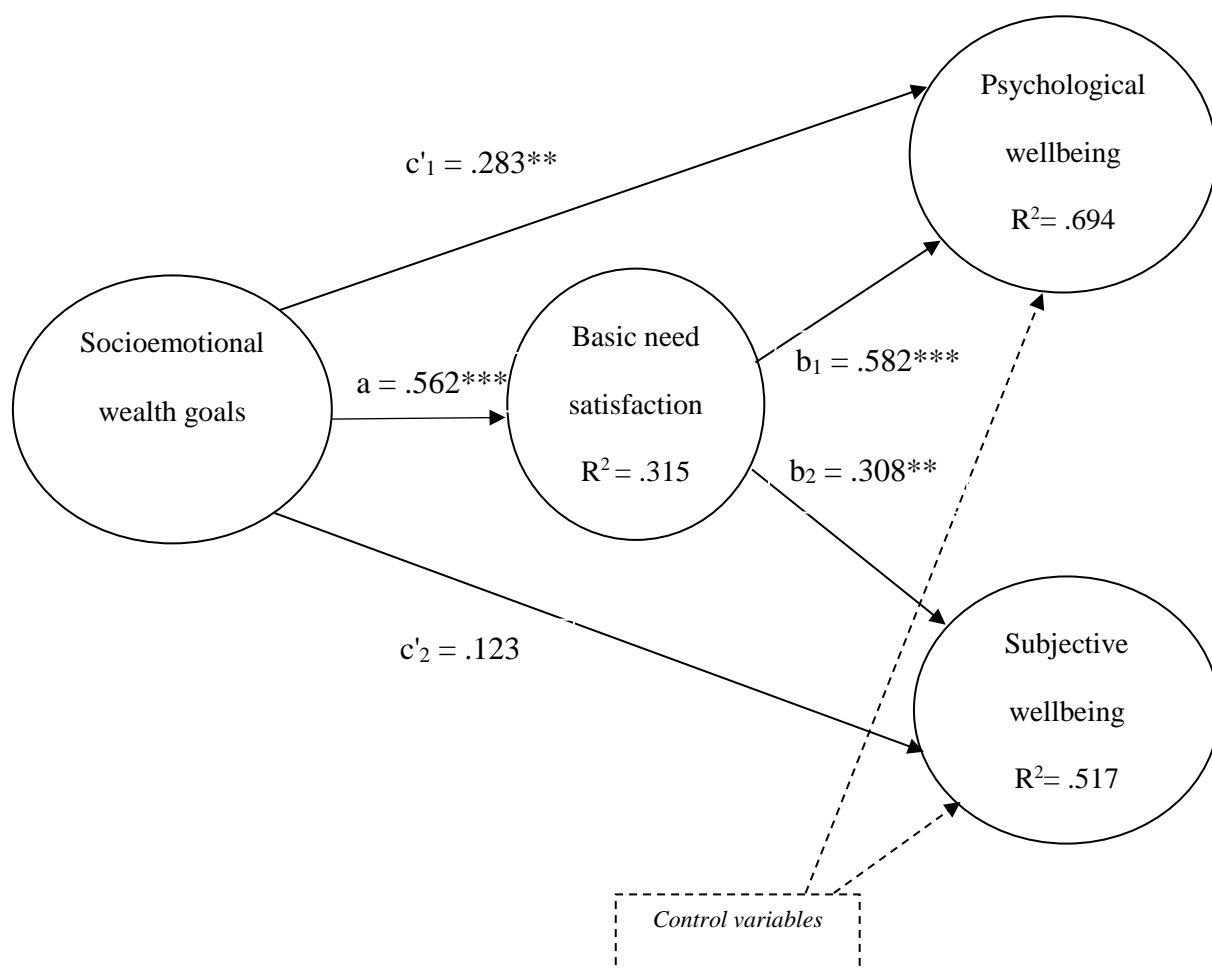 Psychological
wellbeing
R²= .694
c'₁ = .283**
Socioemotional
wealth goals
a = .562***
Basic need
satisfaction
R² = .315
b₁ = .582***
b₂ = .308**
c'₂ = .123
Subjective
wellbeing
R²= .517
Control variables